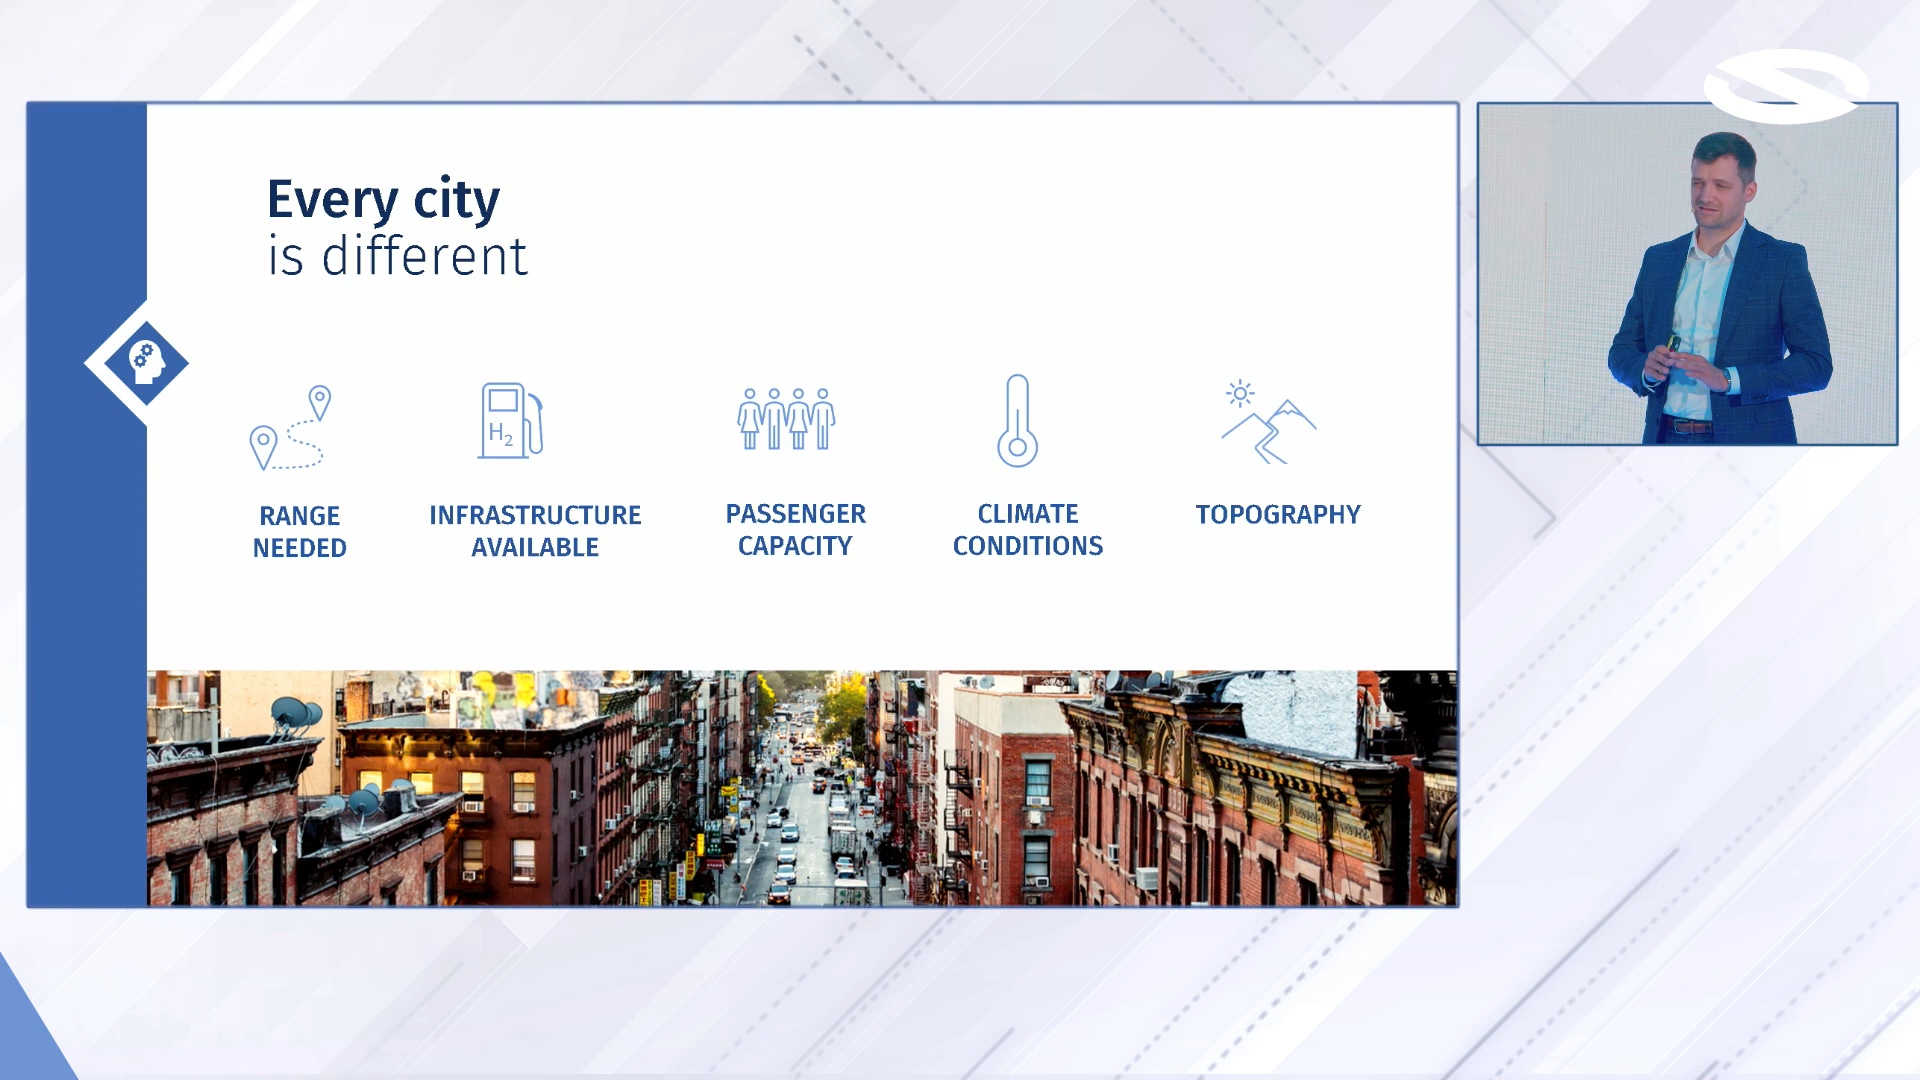 Every city
is different
H2
RANGE
NEEDED
INFRASTRUCTURE
AVAILABLE
PASSENGER
CAPACITY
CLIMATE
CONDITIONS
TOPOGRAPHY